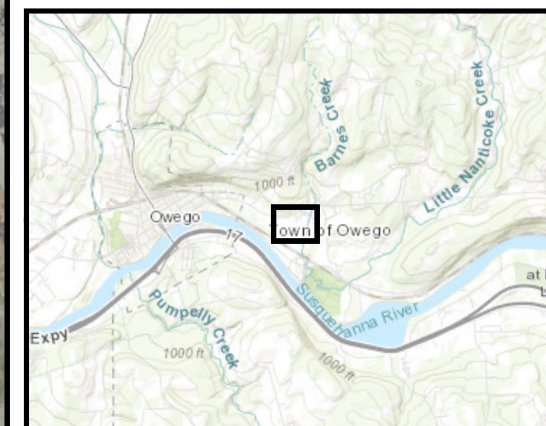 Barnes Creek
Little Nanticoke Creek
1000 ft
Owego
Town of Owego
17
at
Susquehanna River
Expy
Pumpelly Creek
1000 ft
1000 ft